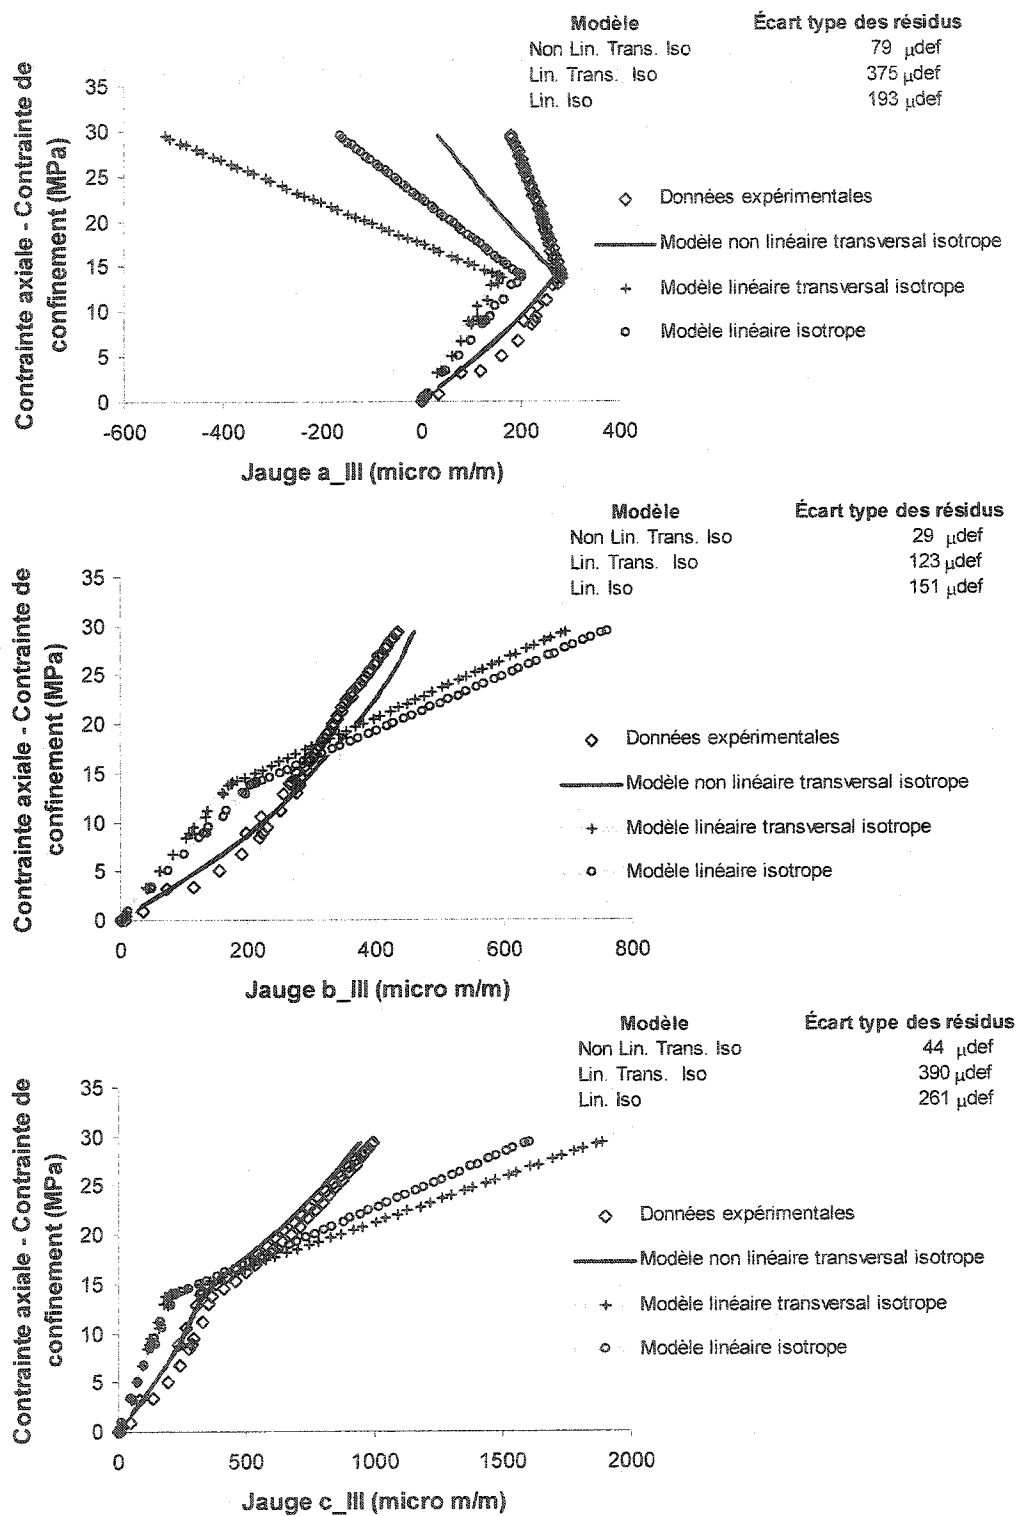 Modèle Écart type des résidus
Non Lin. Trans. Iso 79 µdef
Lin. Trans. Iso 375 µdef
Lin. Iso 193 µdef
Contrainte axiale - Contrainte de
confinement (MPa)
35
30
25
20
15
10
5
0
-600 -400 -200 0 200 400
Jauge a_III (micro m/m)
Données expérimentales
Modèle non linéaire transversal isotrope
Modèle linéaire transversal isotrope
Modèle linéaire isotrope
Modèle Écart type des résidus
Non Lin. Trans. Iso 29 µdef
Lin. Trans. Iso 123 µdef
Lin. Iso 151 µdef
Contrainte axiale - Contrainte de
confinement (MPa)
35
30
25
20
15
10
5
0
0 200 400 600 800
Jauge b_III (micro m/m)
Données expérimentales
Modèle non linéaire transversal isotrope
Modèle linéaire transversal isotrope
Modèle linéaire isotrope
Modèle Écart type des résidus
Non Lin. Trans. Iso 44 µdef
Lin. Trans. Iso 390 µdef
Lin. Iso 261 µdef
Contrainte axiale - Contrainte de
confinement (MPa)
35
30
25
20
15
10
5
0
0 500 1000 1500 2000
Jauge c_III (micro m/m)
Données expérimentales
Modèle non linéaire transversal isotrope
Modèle linéaire transversal isotrope
Modèle linéaire isotrope